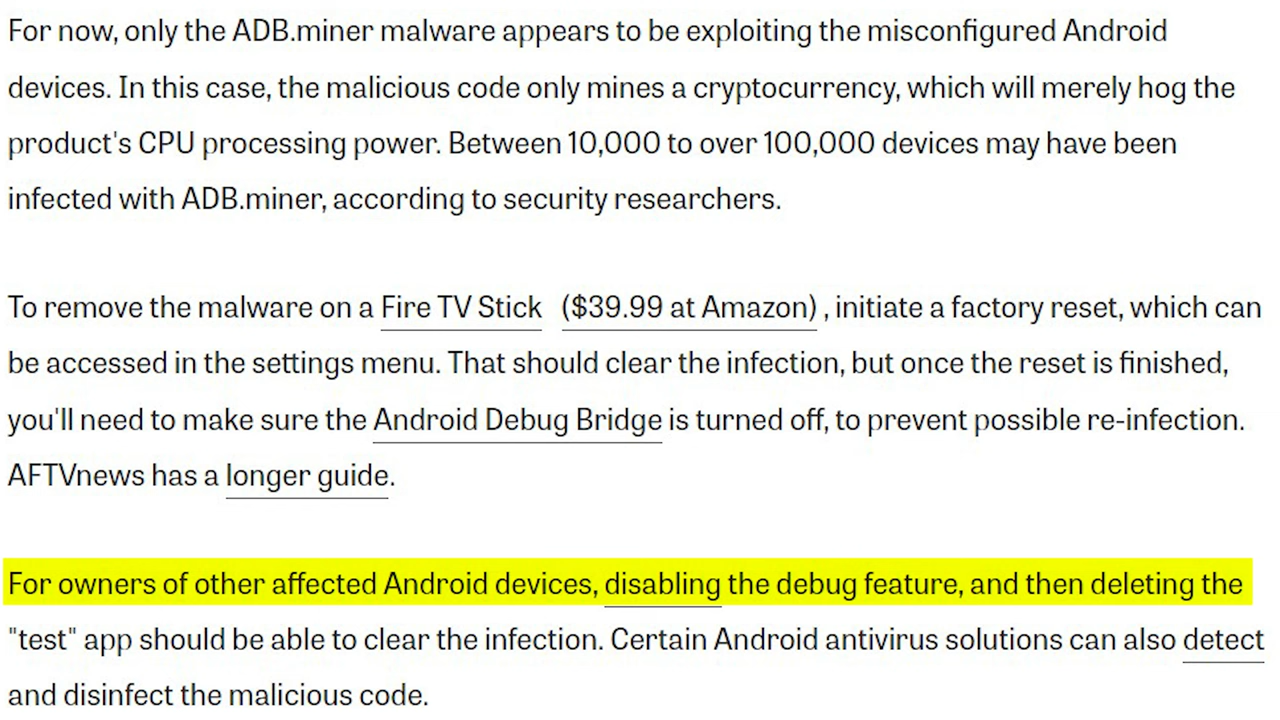 For now, only the ADB.miner malware appears to be exploiting the misconfigured Android
devices. In this case, the malicious code only mines a cryptocurrency, which will merely hog the
product's CPU processing power. Between 10,000 to over 100,000 devices may have been
infected with ADB.miner, according to security researchers.
To remove the malware on a Fire TV Stick ($39.99 at Amazon) , initiate a factory reset, which can
be accessed in the settings menu. That should clear the infection, but once the reset is finished,
you'll need to make sure the Android Debug Bridge is turned off, to prevent possible re-infection.
AFTVnews has a longer guide.
For owners of other affected Android devices, disabling the debug feature, and then deleting the
"test" app should be able to clear the infection. Certain Android antivirus solutions can also detect
and disinfect the malicious code.